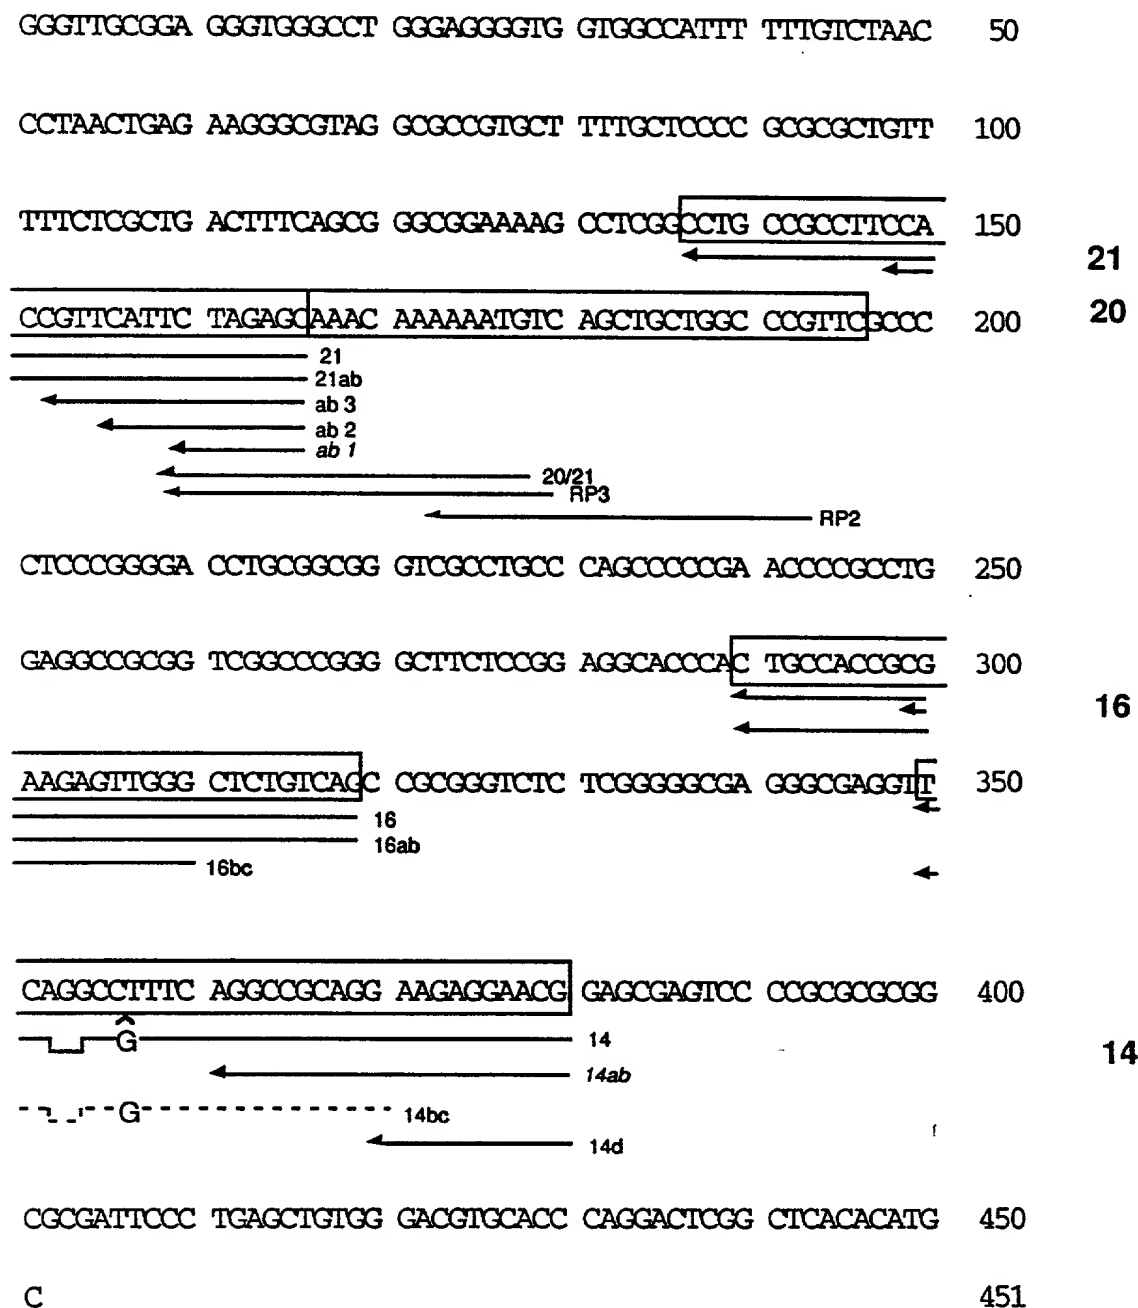 GGGTTGCGGA GGGTGGGCCT GGGAGGGGTG GTGGCCATTT TTTGTCTAAC 50
CCTAACTGAG AAGGGCGTAG GCGCCGTGCT TTTGCTCCCC GCGCGCTGTT 100
TTTCTCGCTG ACTTTCAGCG GGCGGAAAAG CCTCGGCCTG CCGCCTTCCA 150
21
CCGTTCATTC TAGAGCAAAC AAAAAATGTC AGCTGCTGGC CCGTTCGCCC 200
20
21
21ab
ab 3
ab 2
ab 1
20/21
RP3
RP2
CTCCCGGGGA CCTGCGGCGG GTCGCCTGCC CAGCCCCCGA ACCCCGCCTG 250
GAGGCCGCGG TCGGCCCGGG GCTTCTCCGG AGGCACCCAC TGCCACCGCG 300
16
AAGAGTTGGG CTCTGTCAGC CGCGGGTCTC TCGGGGGCGA GGGCGAGGTT 350
16
16ab
16bc
CAGGCCTTTC AGGCCGCAGG AAGAGGAACG GAGCGAGTCC CCGCGCGCGG 400
G 14
14
14ab
G 14bc
14d
CGCGATTCCC TGAGCTGTGG GACGTGCACC CAGGACTCGG CTCACACATG 450
C 451